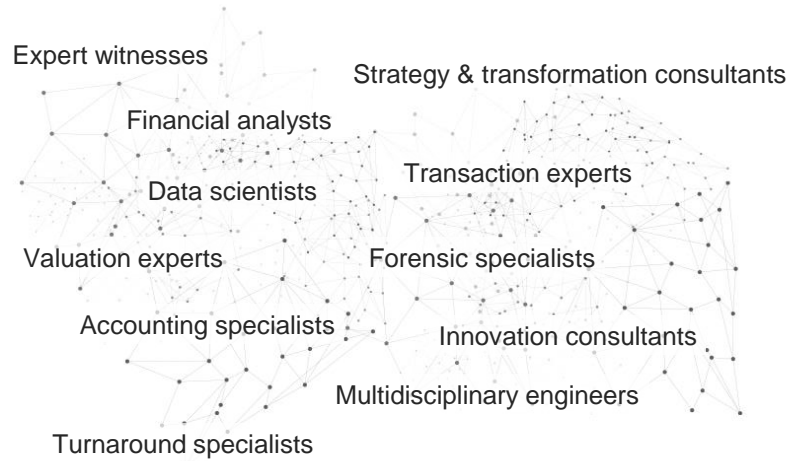 Expert witnesses
Strategy & transformation consultants
Financial analysts
Transaction experts
Data scientists
Valuation experts
Forensic specialists
Accounting specialists
Innovation consultants
Multidisciplinary engineers
Turnaround specialists